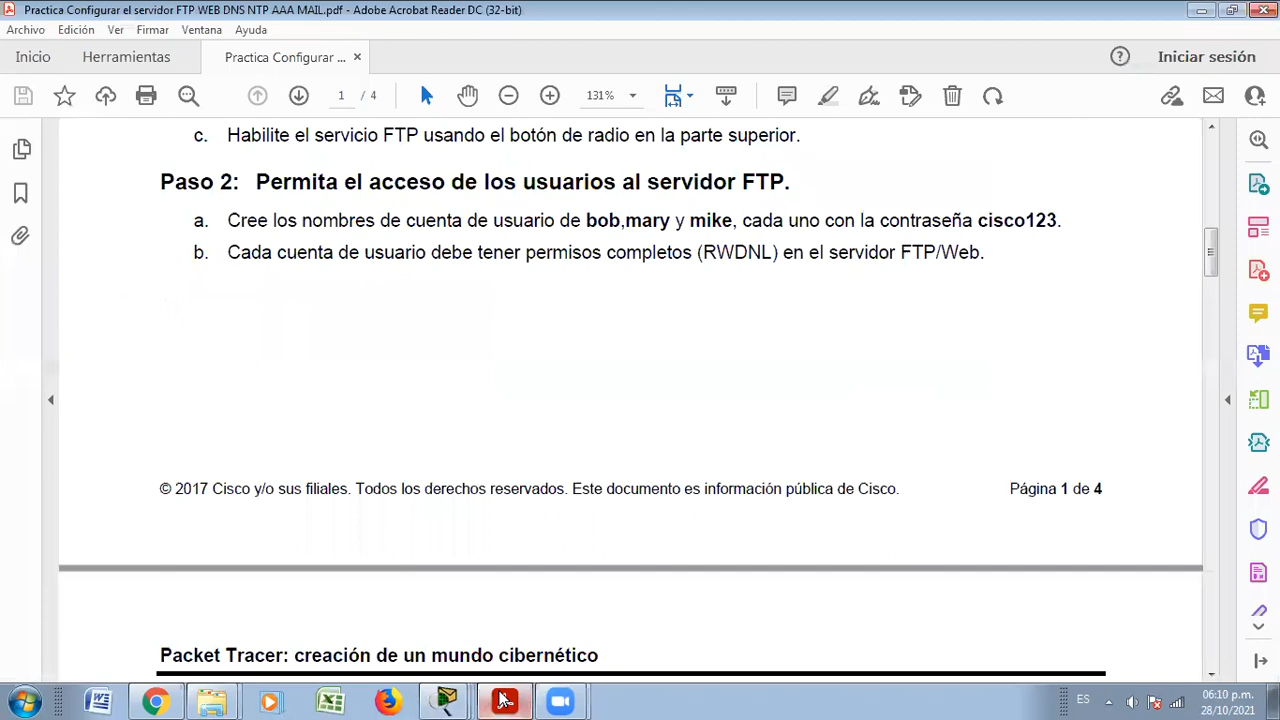 Practica Configurar el servidor FTP WEB DNS NTP AAA MAIL.pdf - Adobe Acrobat Reader DC (32-bit)
Archivo Edición Ver Firmar Ventana Ayuda
Inicio Herramientas Practica Configurar ... × Iniciar sesión
1 / 4 131%
c. Habilite el servicio FTP usando el botón de radio en la parte superior.
Paso 2: Permita el acceso de los usuarios al servidor FTP.
a. Cree los nombres de cuenta de usuario de bob,mary y mike, cada uno con la contraseña cisco123.
b. Cada cuenta de usuario debe tener permisos completos (RWDNL) en el servidor FTP/Web.
© 2017 Cisco y/o sus filiales. Todos los derechos reservados. Este documento es información pública de Cisco. Página 1 de 4
Packet Tracer: creación de un mundo cibernético
ES 06:10 p.m.
28/10/2021